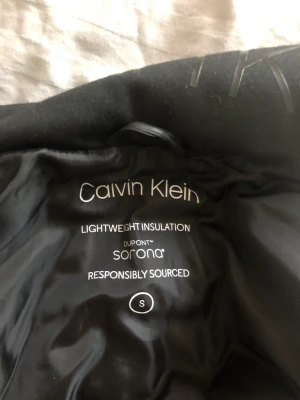 Calvin Klein
LIGHTWEIGHT INSULATION
DUPONT™
sorona®
RESPONSIBLY SOURCED
S